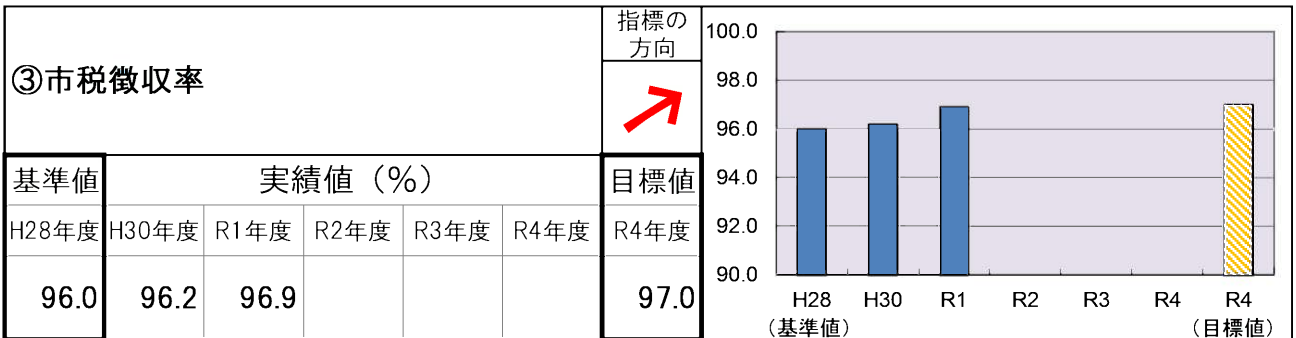 ③市税徴収率
指標の
方向
基準値 実績値（%） 目標値
H28年度 H30年度 R1年度 R2年度 R3年度 R4年度 R4年度
96.0 96.2 96.9 97.0
100.0
98.0
96.0
94.0
92.0
90.0
H28 H30 R1 R2 R3 R4 R4
（基準値） （目標値）